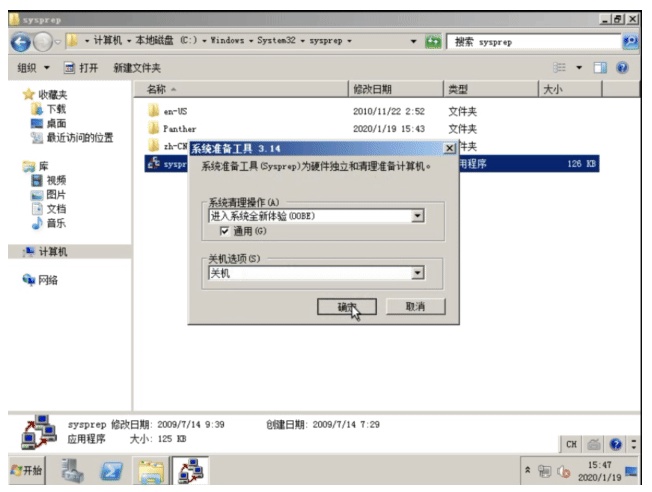 sysprep
计算机 本地磁盘 (C:) Windows System32 sysprep
搜索 sysprep
组织 打开 新建文件夹
名称 修改日期 类型 大小
收藏夹
下载
桌面
最近访问的位置
库
视频
图片
文档
音乐
计算机
网络
en-US 2010/11/22 2:52 文件夹
Panther 2020/1/19 15:43 文件夹
zh-CN 件夹
syspr 用程序 126 KB
系统准备工具 3.14
系统准备工具(Sysprep)为硬件独立和清理准备计算机。
系统清理操作(A)
进入系统全新体验(OOBE)
通用(G)
关机选项(S)
关机
确定 取消
sysprep 修改日期: 2009/7/14 9:39 创建日期: 2009/7/14 7:29
应用程序 大小: 125 KB
CH
开始
15:47
2020/1/19